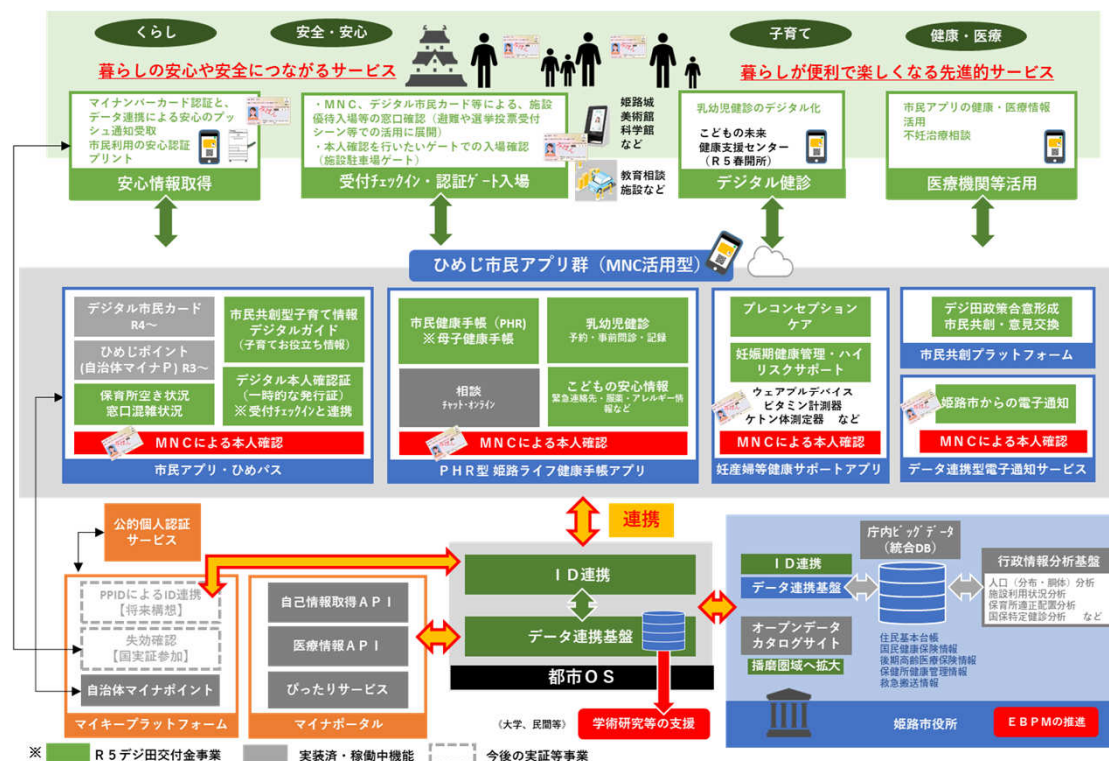 くらし
安全・安心
子育て
健康・医療
暮らしの安心や安全につながるサービス
暮らしが便利で楽しくなる先進的サービス
マイナンバーカード認証と、
データ連携による安心のプッ
シュ通知受取
市民利用の安心認証
プリント
安心情報取得
・ＭＮＣ、デジタル市民カード等による、施設
優待入場等の窓口確認（避難や選挙投票受付
シーン等での活用に展開）
・本人確認を行いたいゲートでの入場確認
（施設駐車場ゲート）
受付ﾁｪｯｸｲﾝ・認証ｹﾞｰﾄ入場
姫路城
美術館
科学館
など
教育相談
施設など
乳幼児健診のデジタル化
こどもの未来
健康支援センター
（Ｒ５春開所）
デジタル健診
市民アプリの健康・医療情報
活用
不妊治療相談
医療機関等活用
ひめじ市民アプリ群（MNC活用型）
デジタル市民カード
R4～
ひめじポイント
(自治体マイナＰ) R3～
保育所空き状況
窓口混雑状況
市民共創型子育て情報
デジタルガイド
(子育てお役立ち情報)
デジタル本人確認証
(一時的な発行証)
※受付ﾁｪｯｸｲﾝと連携
ＭＮＣによる本人確認
市民アプリ・ひめパス
市民健康手帳（PHR）
※母子健康手帳
乳幼児健診
予約・事前問診・記録
相談
ﾁｬｯﾄ・ｵﾝﾗｲﾝ
こどもの安心情報
緊急連絡先・服薬・アレルギー情
報など
ＭＮＣによる本人確認
ＰＨＲ型 姫路ライフ健康手帳アプリ
プレコンセプション
ケア
妊娠期健康管理・ハイ
リスクサポート
ウェアブルデバイス
ビタミン計測器
ケトン体測定器　など
ＭＮＣによる本人確認
妊産婦等健康サポートアプリ
デジ田政策合意形成
市民共創・意見交換
市民共創プラットフォーム
姫路市からの電子通知
ＭＮＣによる本人確認
データ連携型電子通知サービス
公的個人認証
サービス
連携
PPIDによるID連携
【将来構想】
失効確認
【国実証参加】
自治体マイナポイント
マイキープラットフォーム
自己情報取得ＡＰＩ
医療情報ＡＰＩ
ぴったりサービス
マイナポータル
ＩＤ連携
データ連携基盤
都市ＯＳ
《大学、民間等》
学術研究等の支援
ＩＤ連携
データ連携基盤
オープンデータ
カタログサイト
播磨圏域へ拡大
庁内ﾋﾞｯｸﾞﾃﾞｰﾀ
(統合DB)
住民基本台帳
国民健康保険情報
後期高齢医療保険情報
保健所健康管理情報
救急搬送情報
行政情報分析基盤
人口（分布・胴体）分析
施設利用状況分析
保育所適正配置分析
国保特定健診分析　など
姫路市役所
ＥＢＰＭの推進
※
Ｒ５デジ田交付金事業
実装済・稼働中機能
今後の実証等事業